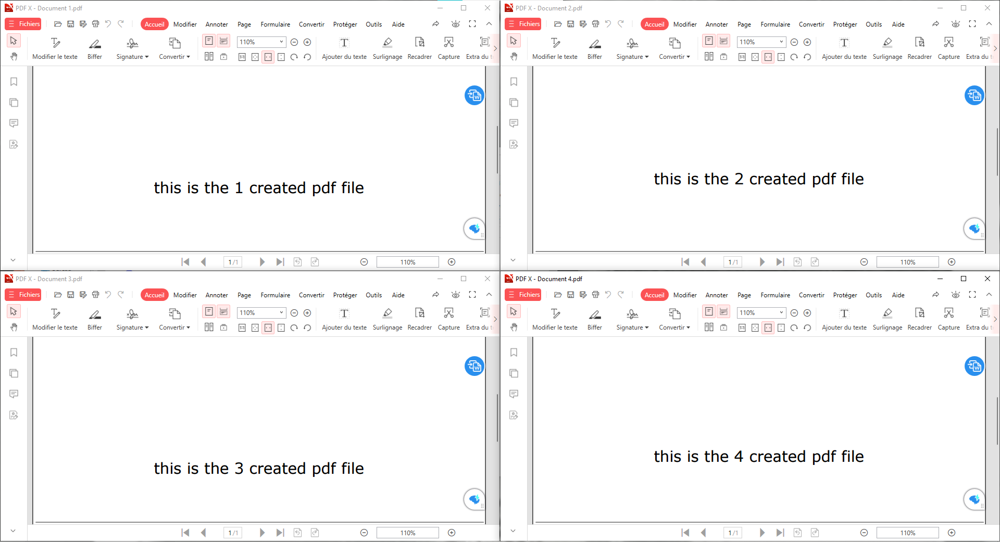 PDF X - Document 1.pdf
Fichiers Accueil Modifier Annoter Page Formulaire Convertir Protéger Outils Aide
110%
Modifier le texte Biffer Signature Convertir Ajouter du texte Surlignage Recadrer Capture Extra du t
this is the 1 created pdf file
1 /1 110%
PDF X - Document 2.pdf
Fichiers Accueil Modifier Annoter Page Formulaire Convertir Protéger Outils Aide
110%
Modifier le texte Biffer Signature Convertir Ajouter du texte Surlignage Recadrer Capture Extra du t
this is the 2 created pdf file
1 /1 110%
PDF X - Document 3.pdf
Fichiers Accueil Modifier Annoter Page Formulaire Convertir Protéger Outils Aide
110%
Modifier le texte Biffer Signature Convertir Ajouter du texte Surlignage Recadrer Capture Extra du t
this is the 3 created pdf file
1 /1 110%
PDF X - Document 4.pdf
Fichiers Accueil Modifier Annoter Page Formulaire Convertir Protéger Outils Aide
110%
Modifier le texte Biffer Signature Convertir Ajouter du texte Surlignage Recadrer Capture Extra du t
this is the 4 created pdf file
1 /1 110%